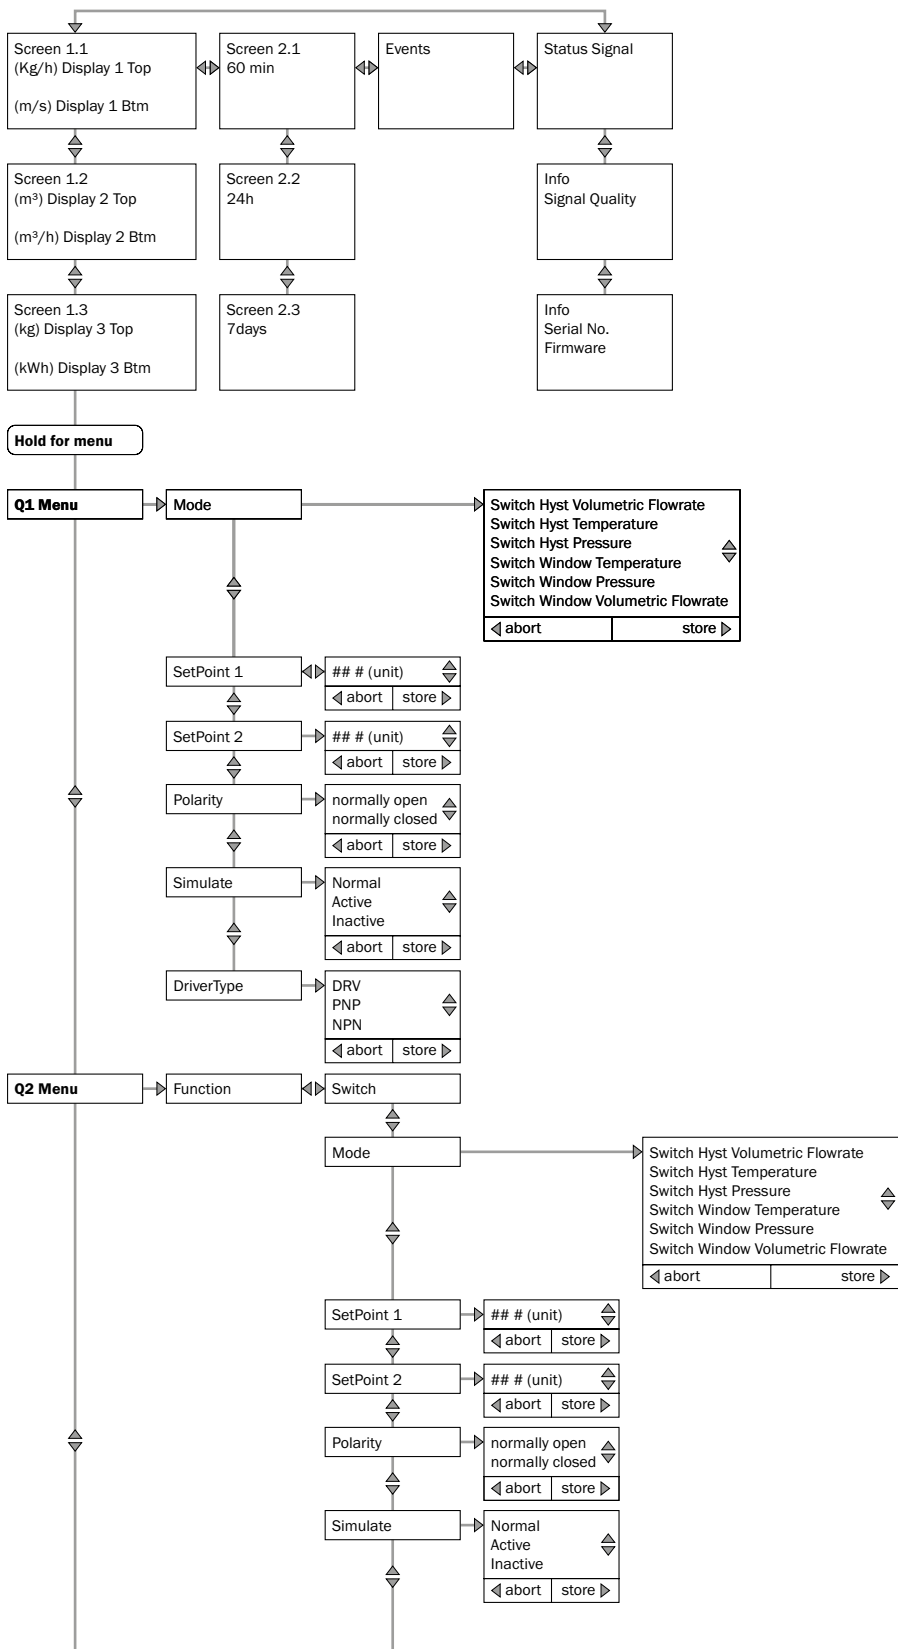 Screen 1.1
(Kg/h) Display 1 Top
(m/s) Display 1 Btm
Screen 2.1
60 min
Events
Status Signal
Screen 1.2
(m³) Display 2 Top
(m³/h) Display 2 Btm
Screen 2.2
24h
Info
Signal Quality
Screen 1.3
(kg) Display 3 Top
(kWh) Display 3 Btm
Screen 2.3
7days
Info
Serial No.
Firmware
Hold for menu
Q1 Menu
Mode
Switch Hyst Volumetric Flowrate
Switch Hyst Temperature
Switch Hyst Pressure
Switch Window Temperature
Switch Window Pressure
Switch Window Volumetric Flowrate
abort store
SetPoint 1
## # (unit)
abort store
SetPoint 2
## # (unit)
abort store
Polarity
normally open
normally closed
abort store
Simulate
Normal
Active
Inactive
abort store
DriverType
DRV
PNP
NPN
abort store
Q2 Menu
Function
Switch
Mode
Switch Hyst Volumetric Flowrate
Switch Hyst Temperature
Switch Hyst Pressure
Switch Window Temperature
Switch Window Pressure
Switch Window Volumetric Flowrate
abort store
SetPoint 1
## # (unit)
abort store
SetPoint 2
## # (unit)
abort store
Polarity
normally open
normally closed
abort store
Simulate
Normal
Active
Inactive
abort store